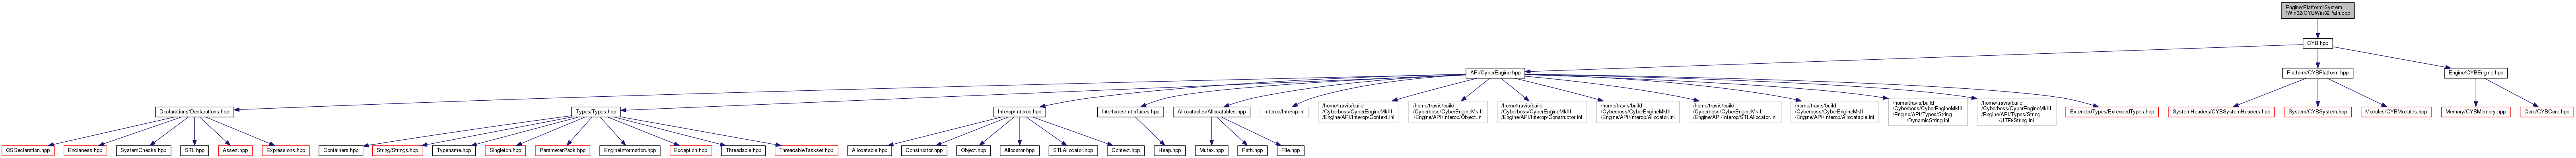 Engine/Platform/System
/Win32/CYBWin32Path.cpp
CYB.hpp
API/CyberEngine.hpp
Platform/CYBPlatform.hpp
Engine/CYBEngine.hpp
Declarations/Declarations.hpp
Types/Types.hpp
Interop/Interop.hpp
Interfaces/Interfaces.hpp
Allocatables/Allocatables.hpp
Interop/Interop.inl
/home/travis/build
/Cyberboss/CyberEngineMkIII
/Engine/API/Interop/Context.inl
/home/travis/build
/Cyberboss/CyberEngineMkIII
/Engine/API/Interop/Object.inl
/home/travis/build
/Cyberboss/CyberEngineMkIII
/Engine/API/Interop/Constructor.inl
/home/travis/build
/Cyberboss/CyberEngineMkIII
/Engine/API/Interop/Allocator.inl
/home/travis/build
/Cyberboss/CyberEngineMkIII
/Engine/API/Interop/STLAllocator.inl
/home/travis/build
/Cyberboss/CyberEngineMkIII
/Engine/API/Interop/Allocatable.inl
/home/travis/build
/Cyberboss/CyberEngineMkIII
/Engine/API/Types/String
/DynamicString.inl
/home/travis/build
/Cyberboss/CyberEngineMkIII
/Engine/API/Types/String
/UTF8String.inl
ExtendedTypes/ExtendedTypes.hpp
SystemHeaders/CYBSystemHeaders.hpp
System/CYBSystem.hpp
Modules/CYBModules.hpp
Memory/CYBMemory.hpp
Core/CYBCore.hpp
OSDeclaration.hpp
Endianess.hpp
SystemChecks.hpp
STL.hpp
Assert.hpp
Expressions.hpp
Containers.hpp
String/Strings.hpp
Typename.hpp
Singleton.hpp
ParameterPack.hpp
EngineInformation.hpp
Exception.hpp
Threadable.hpp
ThreadableTaskset.hpp
Allocatable.hpp
Constructor.hpp
Object.hpp
Allocator.hpp
STLAllocator.hpp
Context.hpp
Heap.hpp
Mutex.hpp
Path.hpp
File.hpp